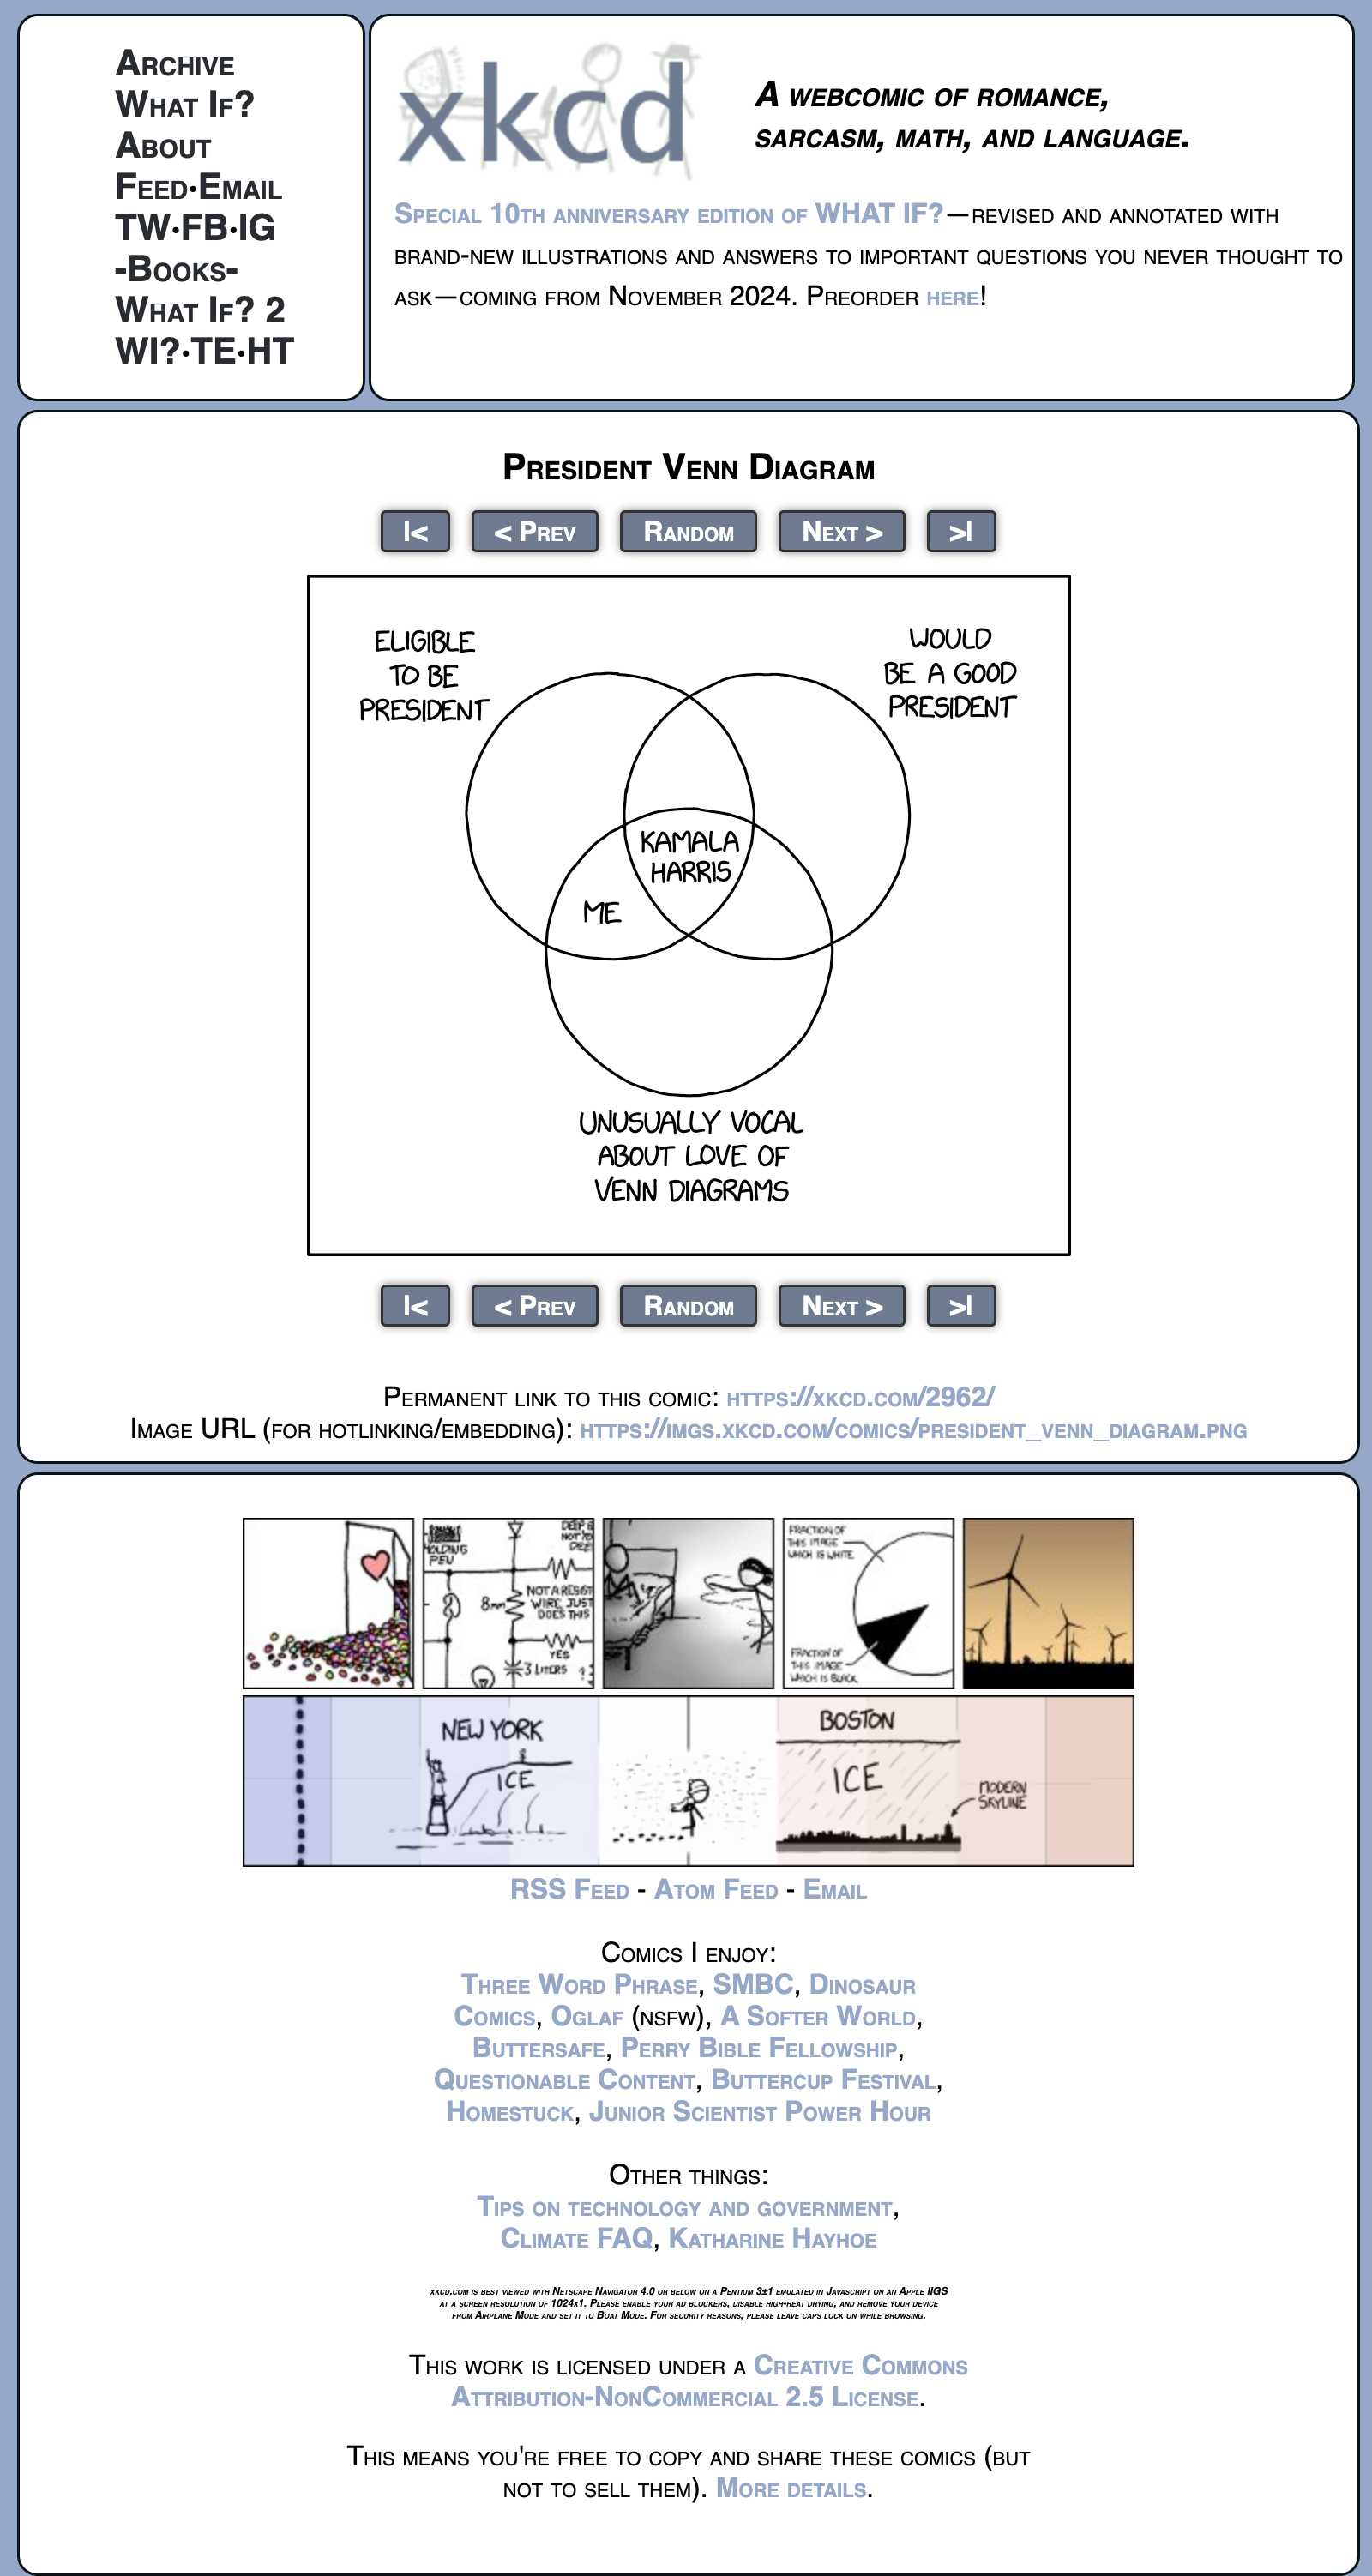 Archive
What If?
About
Feed•Email
TW•FB•IG
-Books-
What If? 2
WI?•TE•HT
xkcd
A webcomic of romance,
sarcasm, math, and language.
Special 10th anniversary edition of WHAT IF?—revised and annotated with
brand-new illustrations and answers to important questions you never thought to
ask—coming from November 2024. Preorder here!
President Venn Diagram
|< < Prev Random Next > >|
ELIGIBLE
TO BE
PRESIDENT
WOULD
BE A GOOD
PRESIDENT
KAMALA
HARRIS
ME
UNUSUALLY VOCAL
ABOUT LOVE OF
VENN DIAGRAMS
|< < Prev Random Next > >|
Permanent link to this comic: https://xkcd.com/2962/
Image URL (for hotlinking/embedding): https://imgs.xkcd.com/comics/president_venn_diagram.png
HOLDING
PEN
DEEP
NOT
NOT A RESIST
WIRE JUST
DOES THIS
8mm
YES
3 LITERS
FRACTION OF
THIS IMAGE
WHICH IS WHITE
FRACTION OF
THIS IMAGE
WHICH IS BLACK
NEW YORK
ICE
BOSTON
ICE
MODERN
SKYLINE
RSS Feed - Atom Feed - Email
Comics I enjoy:
Three Word Phrase, SMBC, Dinosaur
Comics, Oglaf (nsfw), A Softer World,
Buttersafe, Perry Bible Fellowship,
Questionable Content, Buttercup Festival,
Homestuck, Junior Scientist Power Hour
Other things:
Tips on technology and government,
Climate FAQ, Katharine Hayhoe
xkcd.com is best viewed with Netscape Navigator 4.0 or below on a Pentium 3±1 emulated in Javascript on an Apple IIGS
at a screen resolution of 1024x1. Please enable your ad blockers, disable high-heat drying, and remove your device
from Airplane Mode and set it to Boat Mode. For security reasons, please leave caps lock on while browsing.
This work is licensed under a Creative Commons
Attribution-NonCommercial 2.5 License.
This means you're free to copy and share these comics (but
not to sell them). More details.